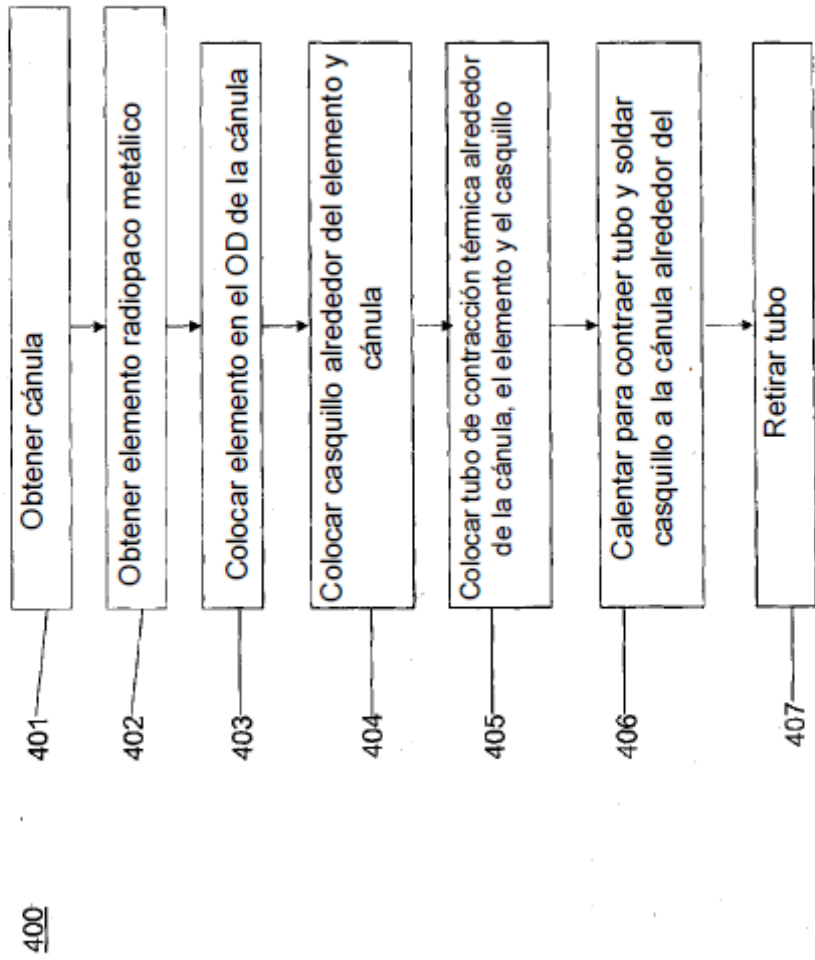 400
401
Obtener cánula
402
Obtener elemento radiopaco metálico
403
Colocar elemento en el OD de la cánula
404
Colocar casquillo alrededor del elemento y
cánula
405
Colocar tubo de contracción térmica alrededor
de la cánula, el elemento y el casquillo
406
Calentar para contraer tubo y soldar
casquillo a la cánula alrededor del
407
Retirar tubo